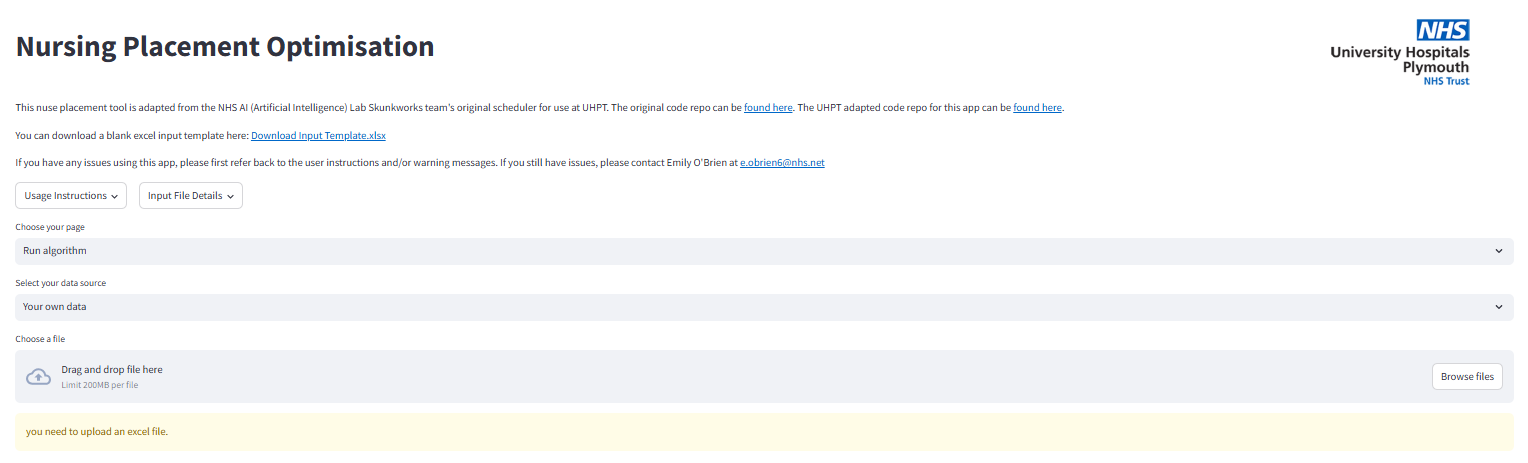 Nursing Placement Optimisation
NHS
University Hospitals
Plymouth
NHS Trust
This nuse placement tool is adapted from the NHS AI (Artificial Intelligence) Lab Skunkworks team's original scheduler for use at UHPT. The original code repo can be found here. The UHPT adapted code repo for this app can be found here.
You can download a blank excel input template here: Download Input Template.xlsx
If you have any issues using this app, please first refer back to the user instructions and/or warning messages. If you still have issues, please contact Emily O'Brien at e.obrien6@nhs.net
Usage Instructions
Input File Details
Choose your page
Run algorithm
Select your data source
Your own data
Choose a file
Drag and drop file here
Limit 200MB per file
Browse files
you need to upload an excel file.